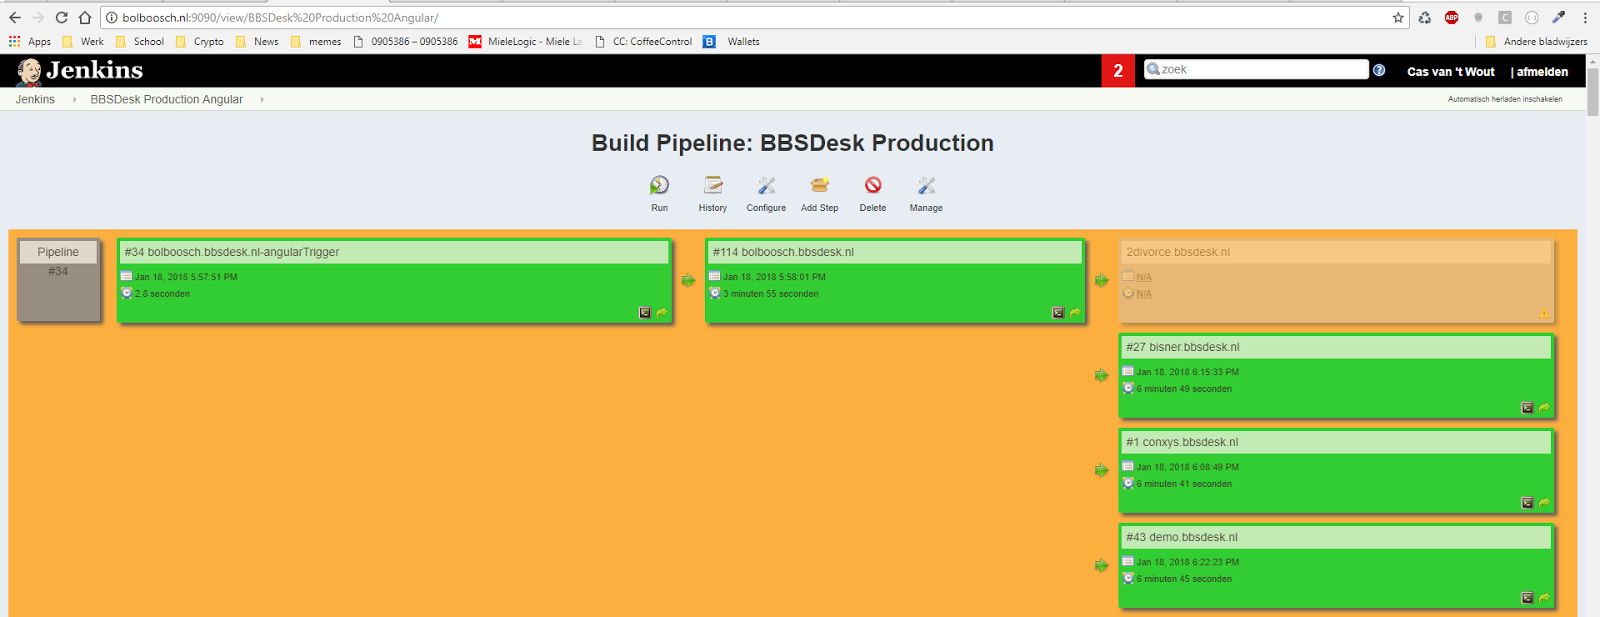 bolboosch.nl:9090/view/BBSDesk%20Production%20Angular/
Apps Werk School Crypto News memes 0905386 – 0905386 MieleLogic - Miele La CC: CoffeeControl B Wallets Andere bladwijzers
Jenkins 2 zoek Cas van 't Wout | afmelden
Jenkins BBSDesk Production Angular Automatisch herladen inschakelen
Build Pipeline: BBSDesk Production
Run History Configure Add Step Delete Manage
Pipeline
#34
#34 bolboosch.bbsdesk.nl-angularTrigger
Jan 18, 2018 5:57:51 PM
2.8 seconden
#114 bolboosch.bbsdesk.nl
Jan 18, 2018 5:58:01 PM
3 minuten 55 seconden
2divorce.bbsdesk.nl
N/A
N/A
#27 bisner.bbsdesk.nl
Jan 18, 2018 6:15:33 PM
6 minuten 49 seconden
#1 conxys.bbsdesk.nl
Jan 18, 2018 6:08:49 PM
6 minuten 41 seconden
#43 demo.bbsdesk.nl
Jan 18, 2018 6:22:23 PM
6 minuten 45 seconden